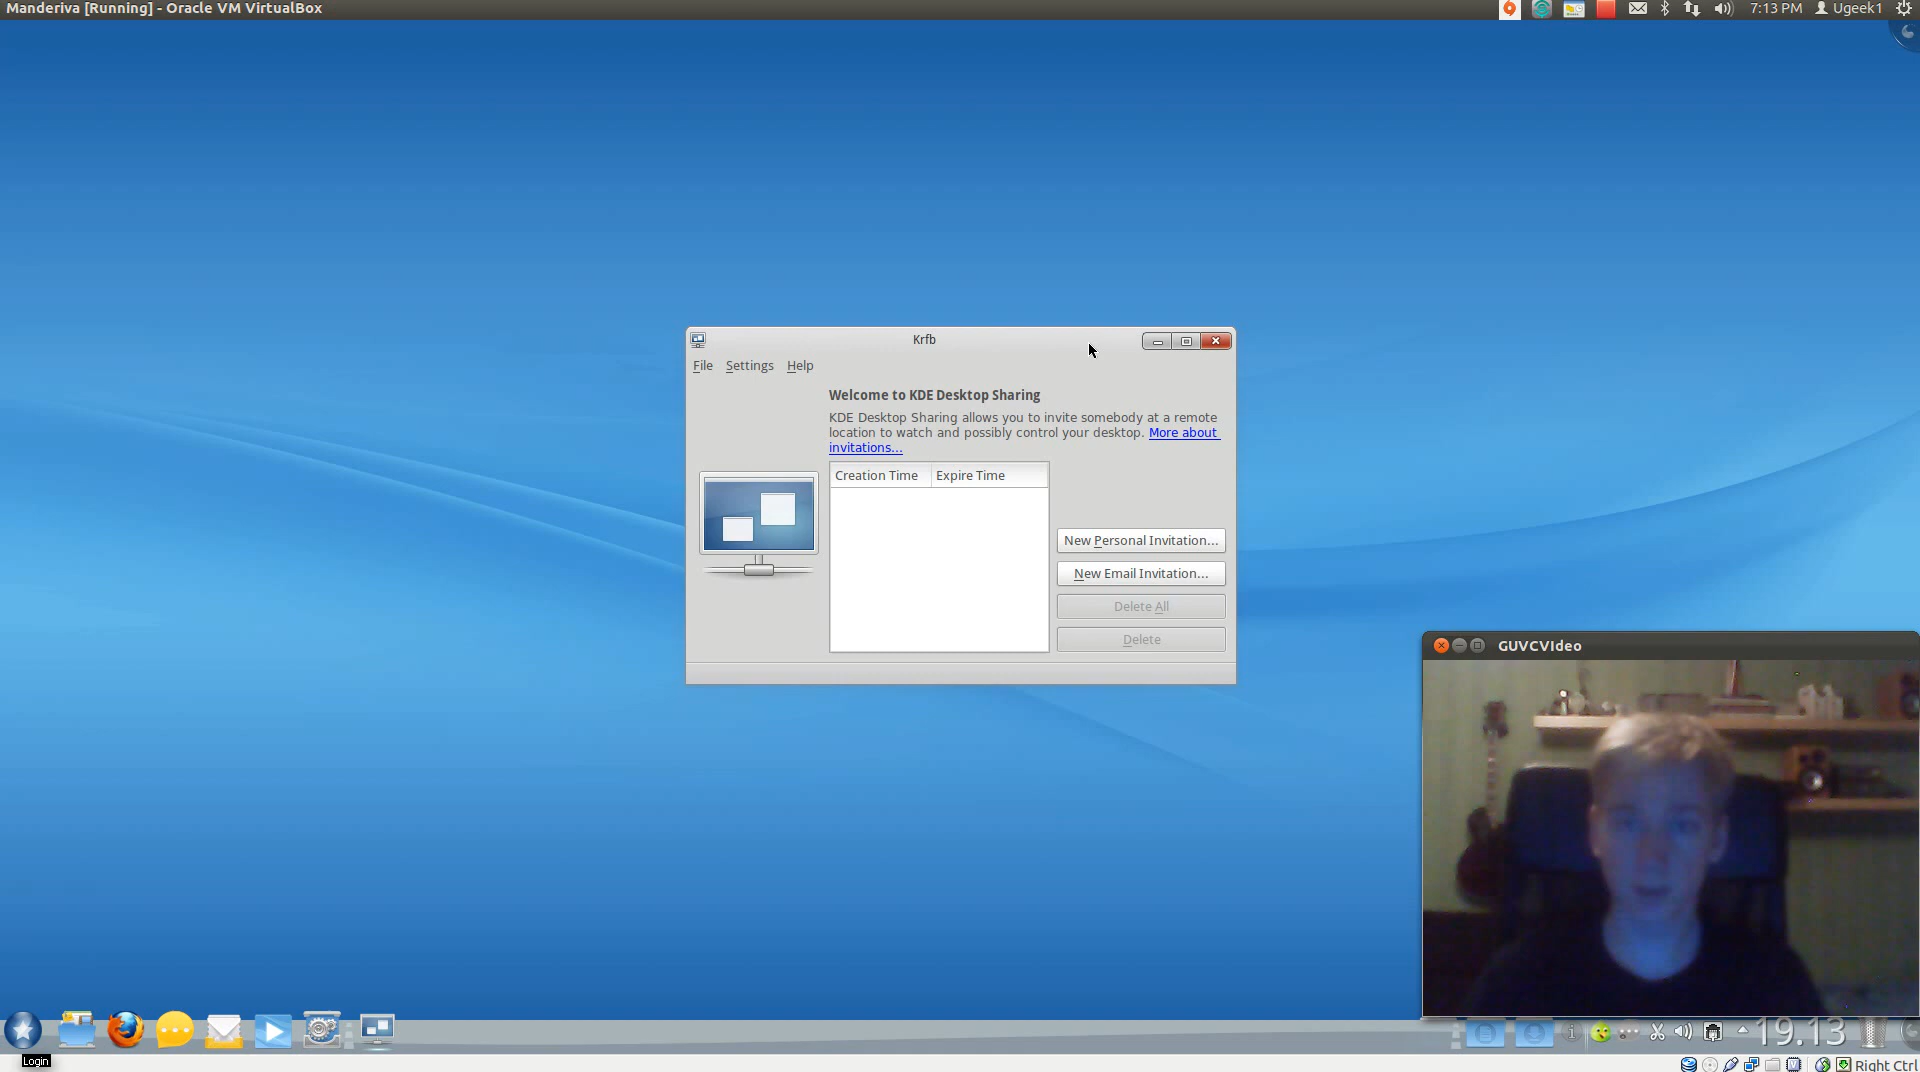 Manderiva [Running] - Oracle VM VirtualBox
7:13 PM
Ugeek1
Krfb
File Settings Help
Welcome to KDE Desktop Sharing
KDE Desktop Sharing allows you to invite somebody at a remote
location to watch and possibly control your desktop. More about
invitations...
Creation Time Expire Time
New Personal Invitation...
New Email Invitation...
Delete All
Delete
GUVCVIdeo
19.13
Login
Right Ctrl